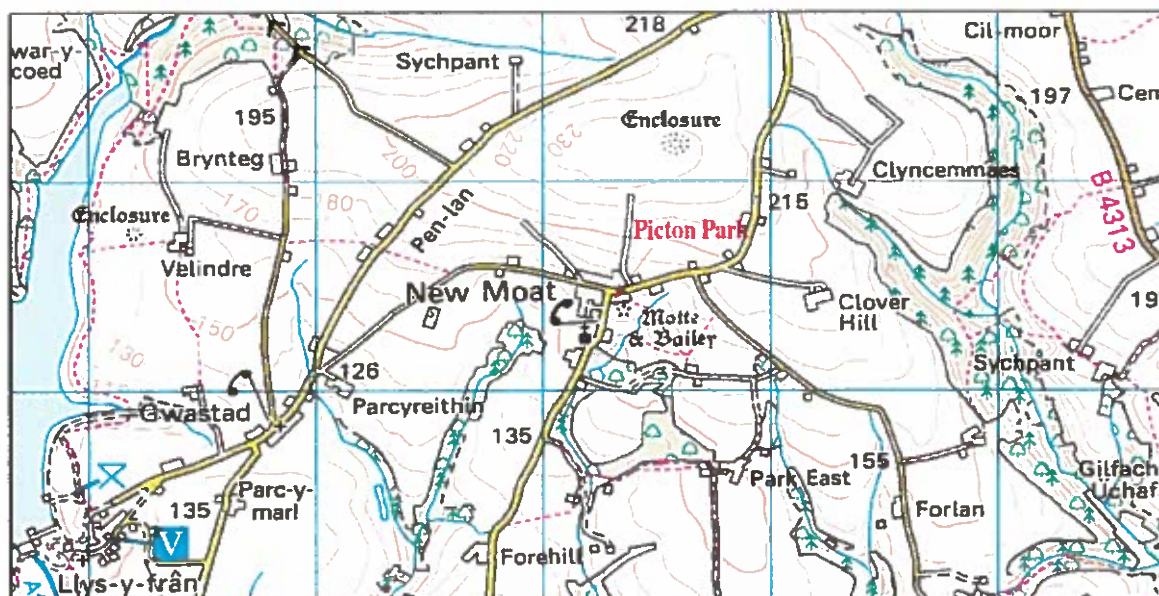 war-y-
coed
195
Brynteg
Enclosure
Velindre
170
180
200
220
230
150
130
Sychpant
218
Pen-lan
Enclosure
Picton Park
215
Clyncemmaes
Cil-moor
197
Cem
B 4313
New Moat
Motte
& Bailey
Clover
Hill
19
Sychpant
126
Parcyreithin
Gwastad
135
135
Parc-y-
marl
V
Llys-y-frân
A
Forehill
Park East
155
Forlan
Gilfach
Uchaf